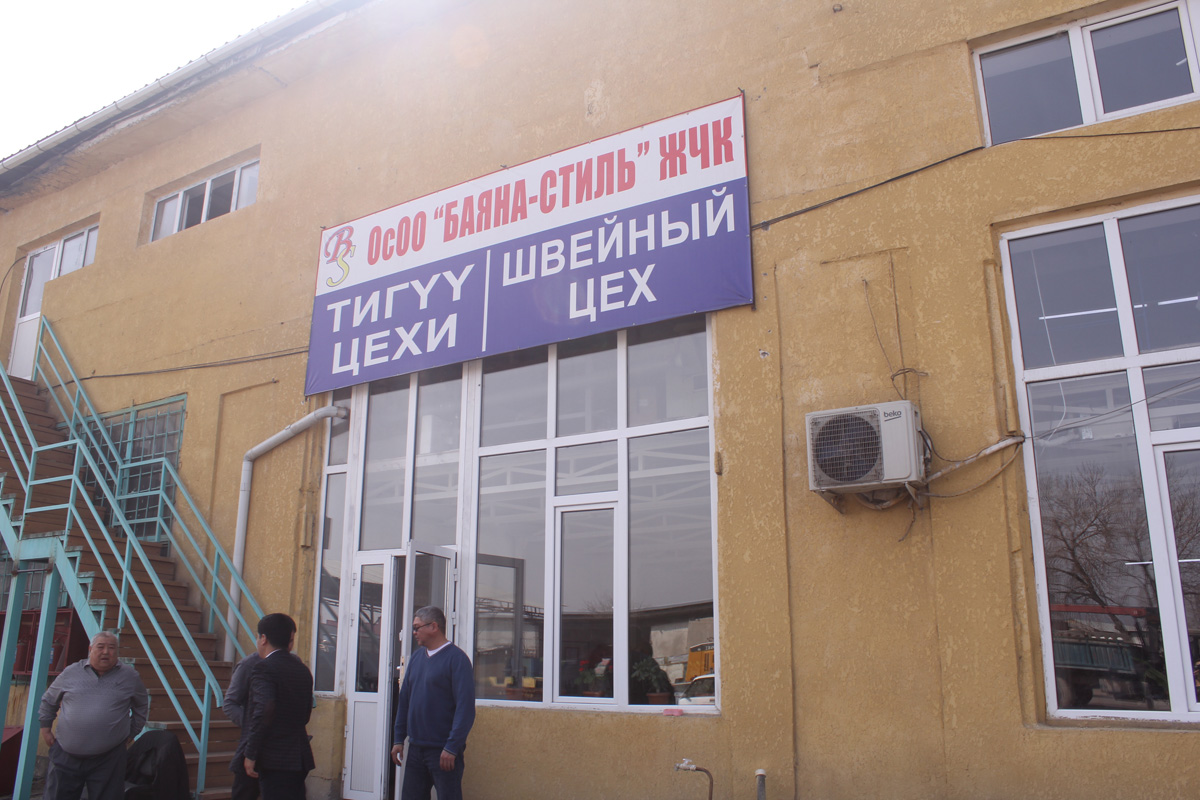 BS
ОсОО "БАЯНА-СТИЛЬ" ЖЧК
ТИГҮҮ
ЦЕХИ
ШВЕЙНЫЙ
ЦЕХ
beko